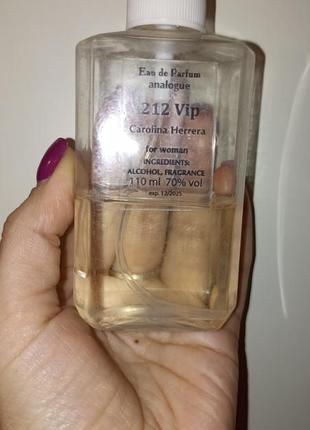 Eau de Parfum
analogue
212 Vip
Carolina Herrera
for woman
INGREDIENTS:
ALCOHOL, FRAGRANCE
110 ml 70% vol
exp. 12/2025